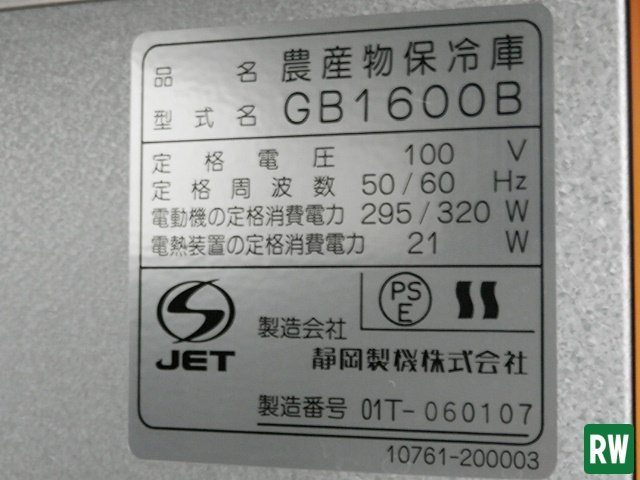 品名 農産物保冷庫
型式名 GB1600B
定格電圧 100 V
定格周波数 50/60 Hz
電動機の定格消費電力 295/320 W
電熱装置の定格消費電力 21 W
JET
PS E
製造会社 静岡製機株式会社
製造番号 01T-060107
10761-200003
RW